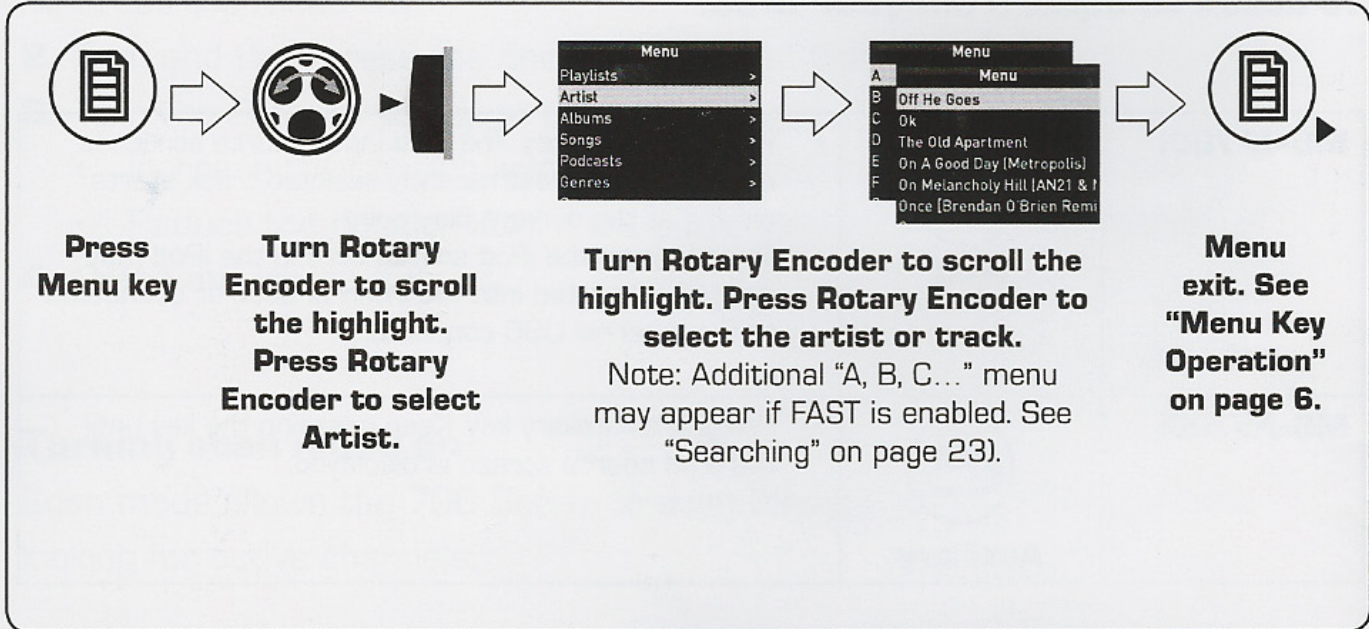 Menu
Playlists >
Artist >
Albums >
Songs >
Podcasts >
Genres >
Menu
A
B
C
D
E
F
Menu
Off He Goes
Ok
The Old Apartment
On A Good Day (Metropolis)
On Melancholy Hill (AN21 &
Once [Brendan O'Brien Remi
Press
Menu key
Turn Rotary
Encoder to scroll
the highlight.
Press Rotary
Encoder to select
Artist.
Turn Rotary Encoder to scroll the
highlight. Press Rotary Encoder to
select the artist or track.
Note: Additional “A, B, C…” menu
may appear if FAST is enabled. See
“Searching” on page 23).
Menu
exit. See
“Menu Key
Operation”
on page 6.